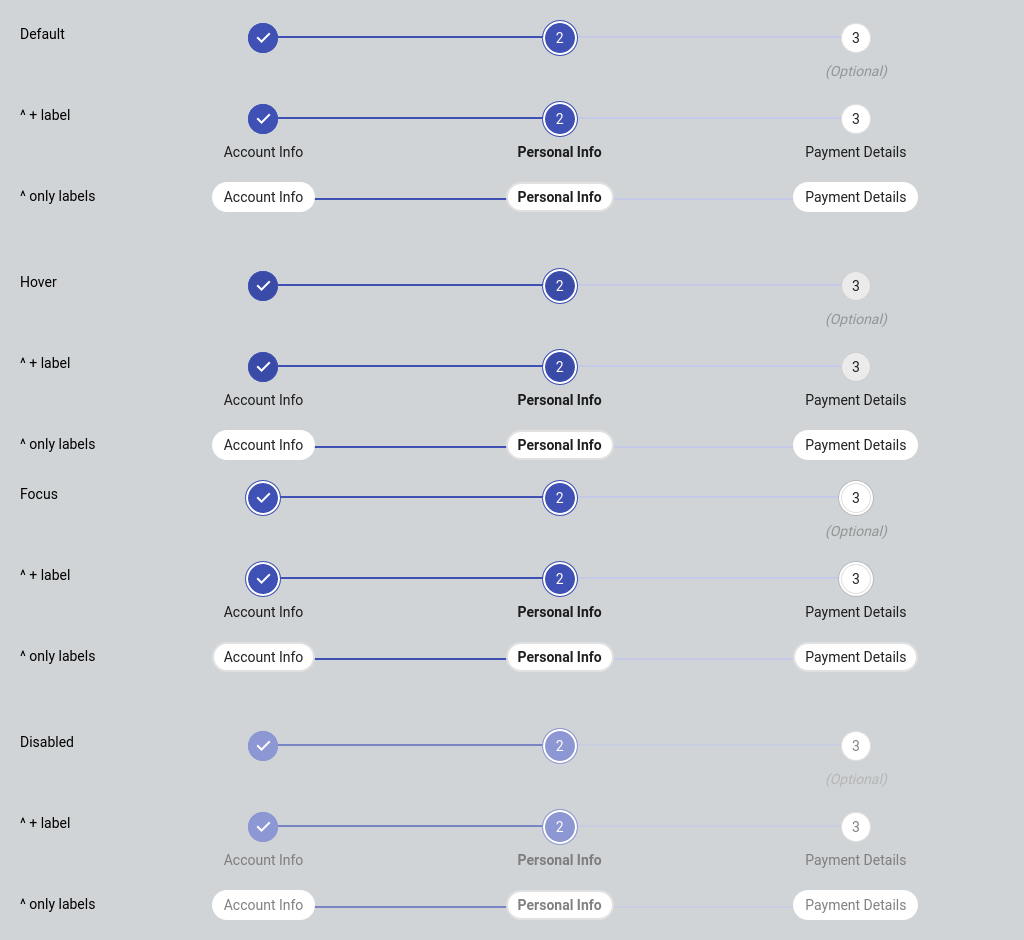 Default 2 3
(Optional)
^ + label 2 3
Account Info Personal Info Payment Details
^ only labels Account Info Personal Info Payment Details
Hover 2 3
(Optional)
^ + label 2 3
Account Info Personal Info Payment Details
^ only labels Account Info Personal Info Payment Details
Focus 2 3
(Optional)
^ + label 2 3
Account Info Personal Info Payment Details
^ only labels Account Info Personal Info Payment Details
Disabled 2 3
(Optional)
^ + label 2 3
Account Info Personal Info Payment Details
^ only labels Account Info Personal Info Payment Details